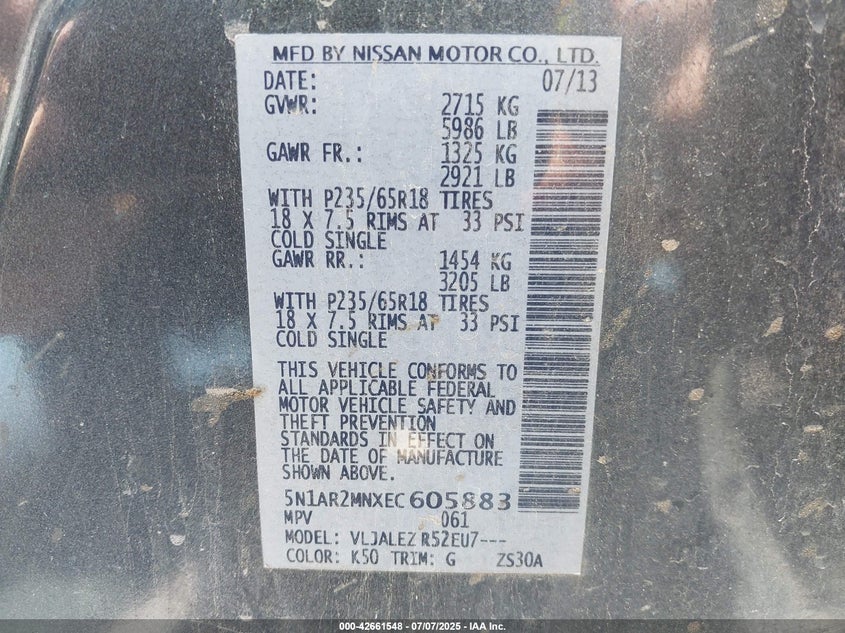 MFD BY NISSAN MOTOR CO., LTD.
DATE: 07/13
GVWR: 2715 KG
5986 LB
GAWR FR.: 1325 KG
2921 LB
WITH P235/65R18 TIRES
18 X 7.5 RIMS AT 33 PSI
COLD SINGLE
GAWR RR.: 1454 KG
3205 LB
WITH P235/65R18 TIRES
18 X 7.5 RIMS AT 33 PSI
COLD SINGLE
THIS VEHICLE CONFORMS TO
ALL APPLICABLE FEDERAL
MOTOR VEHICLE SAFETY AND
THEFT PREVENTION
STANDARDS IN EFFECT ON
THE DATE OF MANUFACTURE
SHOWN ABOVE.
5N1AR2MNXEC605883
MPV 061
MODEL: VLJALEZ R52EU7---
COLOR: K50 TRIM: G ZS30A
000-42661548 - 07/07/2025 - IAA Inc.